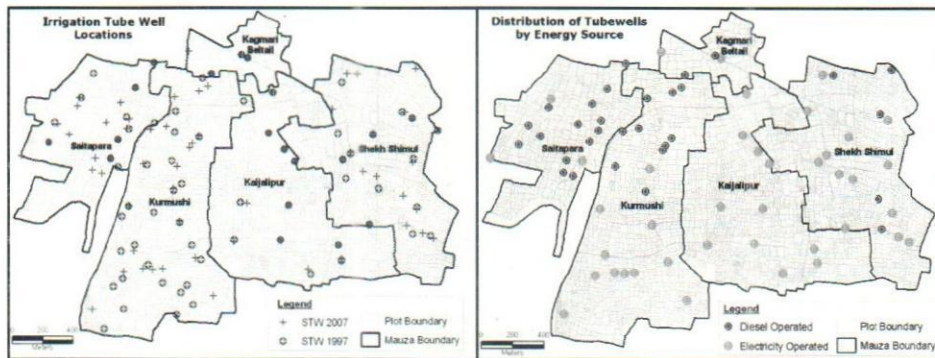 Irrigation Tube Well
Locations
Kagmari
Beltail
Saitapara
Shekh Shimul
Kaijalipur
Kurmushi
Legend
STW 2007
Plot Boundary
STW 1997
Mauza Boundary
Meters
Distribution of Tubewells
by Energy Source
Kagmari
Beltail
Saitapara
Shekh Shimul
Kaijalipur
Kurmushi
Legend
Diesel Operated
Plot Boundary
Electricity Operated
Mauza Boundary
Meters